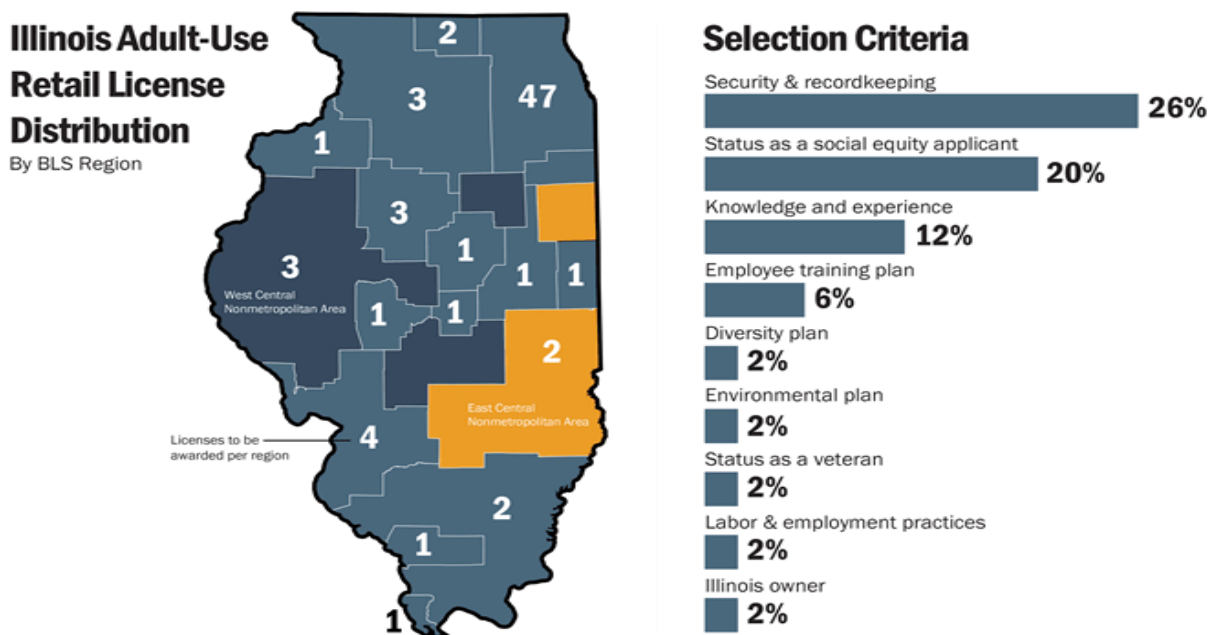 Illinois Adult-Use
Retail License
Distribution
By BLS Region
2
3
47
1
3
3
West Central
Nonmetropolitan Area
1
1
1
1
1
2
East Central
Nonmetropolitan Area
Licenses to be
awarded per region
4
2
1
1
Selection Criteria
Security & recordkeeping
26%
Status as a social equity applicant
20%
Knowledge and experience
12%
Employee training plan
6%
Diversity plan
2%
Environmental plan
2%
Status as a veteran
2%
Labor & employment practices
2%
Illinois owner
2%